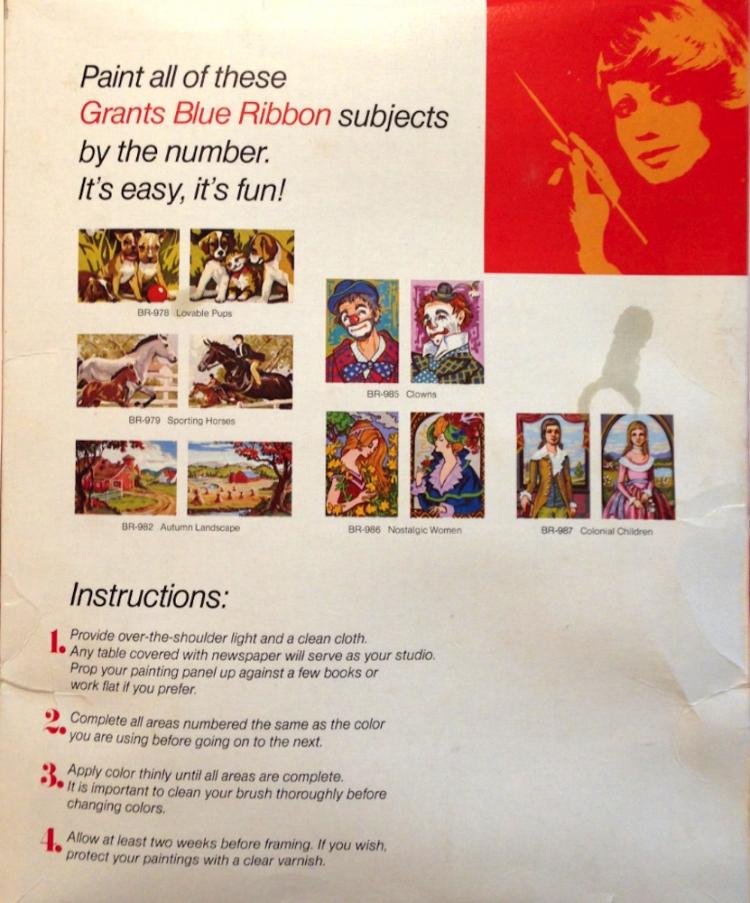 Paint all of these
Grants Blue Ribbon subjects
by the number.
It's easy, it's fun!
BR-978 Lovable Pups
BR-979 Sporting Horses
BR-982 Autumn Landscape
BR-985 Clowns
BR-986 Nostalgic Women
BR-987 Colonial Children
Instructions:
1. Provide over-the-shoulder light and a clean cloth.
Any table covered with newspaper will serve as your studio.
Prop your painting panel up against a few books or
work flat if you prefer.
2. Complete all areas numbered the same as the color
you are using before going on to the next.
3. Apply color thinly until all areas are complete.
It is important to clean your brush thoroughly before
changing colors.
4. Allow at least two weeks before framing. If you wish,
protect your paintings with a clear varnish.